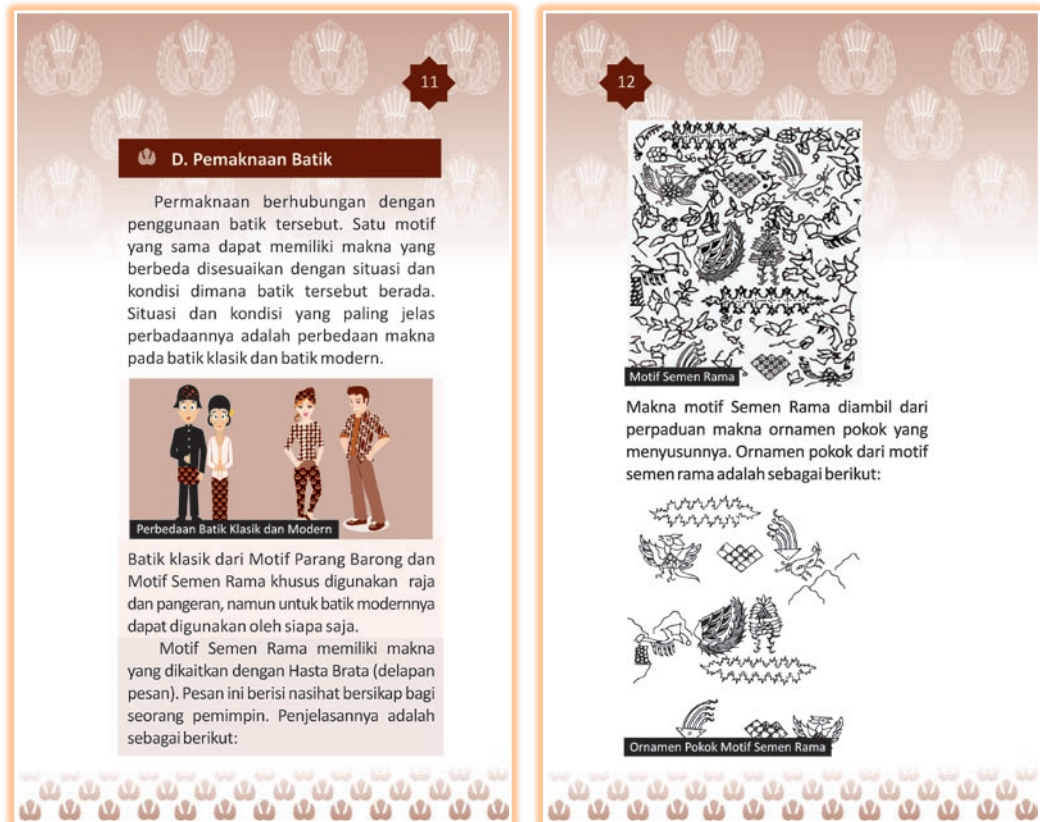 11
D. Pemaknaan Batik
Permaknaan berhubungan dengan
penggunaan batik tersebut. Satu motif
yang sama dapat memiliki makna yang
berbeda disesuaikan dengan situasi dan
kondisi dimana batik tersebut berada.
Situasi dan kondisi yang paling jelas
perbadaannya adalah perbedaan makna
pada batik klasik dan batik modern.
Perbedaan Batik Klasik dan Modern
Batik klasik dari Motif Parang Barong dan
Motif Semen Rama khusus digunakan raja
dan pangeran, namun untuk batik modernnya
dapat digunakan oleh siapa saja.
Motif Semen Rama memiliki makna
yang dikaitkan dengan Hasta Brata (delapan
pesan). Pesan ini berisi nasihat bersikap bagi
seorang pemimpin. Penjelasannya adalah
sebagai berikut:
12
Motif Semen Rama
Makna motif Semen Rama diambil dari
perpaduan makna ornamen pokok yang
menyusunnya. Ornamen pokok dari motif
semen rama adalah sebagai berikut:
Ornamen Pokok Motif Semen Rama